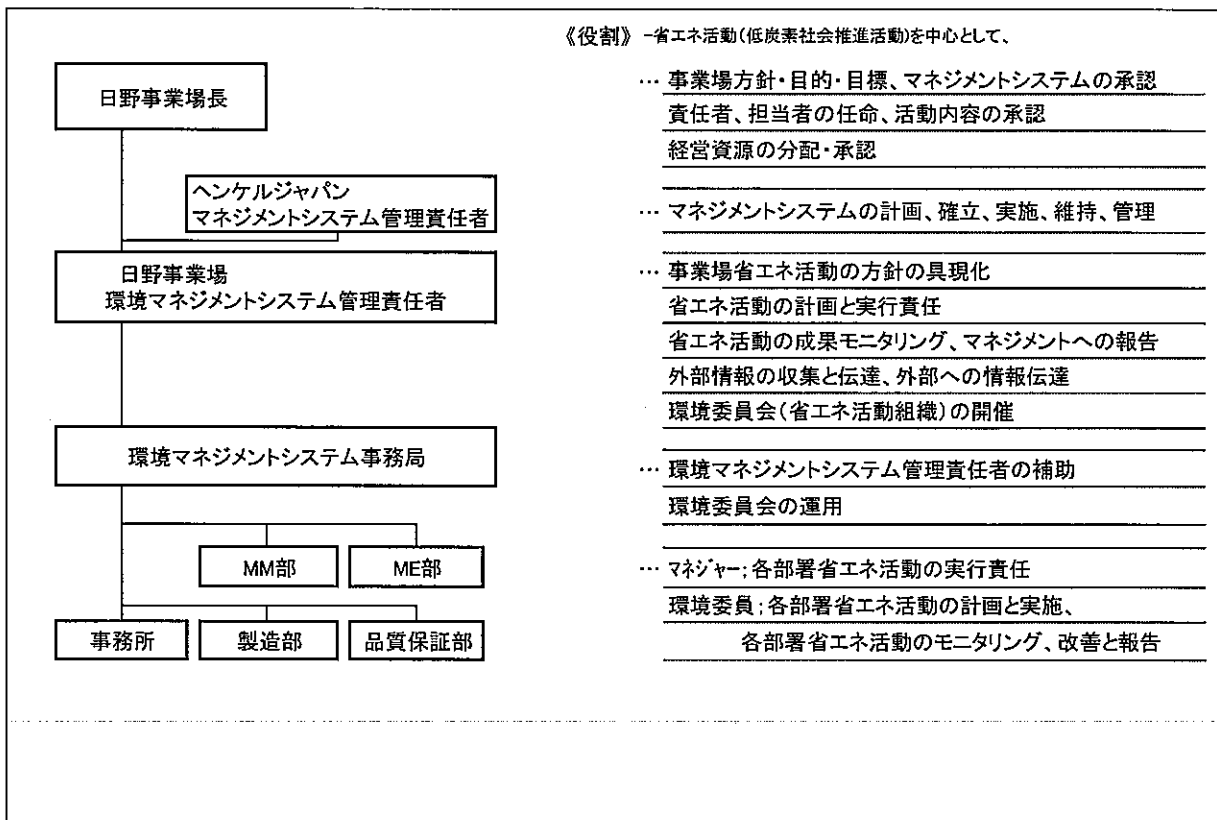 《役割》 -省エネ活動(低炭素社会推進活動)を中心として、
日野事業場長
… 事業場方針・目的・目標、マネジメントシステムの承認
責任者、担当者の任命、活動内容の承認
経営資源の分配・承認
ヘンケルジャパン
マネジメントシステム管理責任者
… マネジメントシステムの計画、確立、実施、維持、管理
日野事業場
環境マネジメントシステム管理責任者
… 事業場省エネ活動の方針の具現化
省エネ活動の計画と実行責任
省エネ活動の成果モニタリング、マネジメントへの報告
外部情報の収集と伝達、外部への情報伝達
環境委員会(省エネ活動組織)の開催
環境マネジメントシステム事務局
… 環境マネジメントシステム管理責任者の補助
環境委員会の運用
MM部
ME部
… マネジャー;各部署省エネ活動の実行責任
環境委員;各部署省エネ活動の計画と実施、
各部署省エネ活動のモニタリング、改善と報告
事務所
製造部
品質保証部